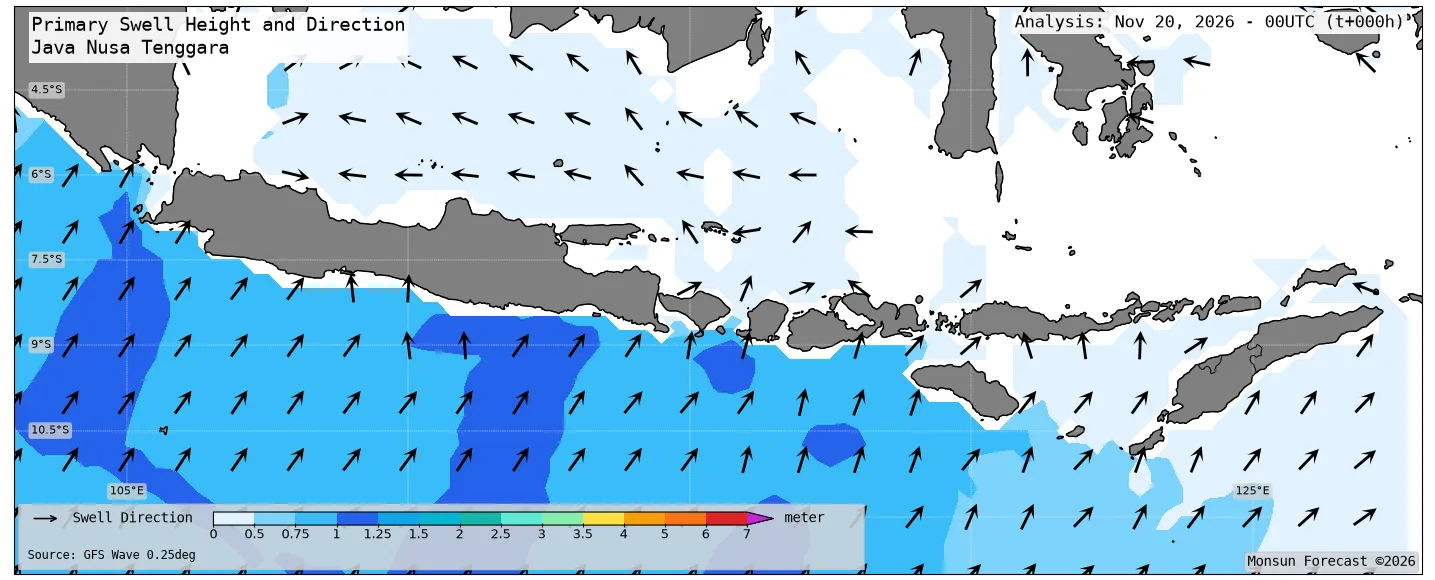 Primary Swell Height and Direction
Java Nusa Tenggara
Analysis: Nov 20, 2026 - 00UTC (t+000h)
4.5°S
6°S
7.5°S
9°S
10.5°S
105°E
125°E
Swell Direction
0 0.5 0.75 1 1.25 1.5 2 2.5 3 3.5 4 5 6 7
meter
Source: GFS Wave 0.25deg
Monsun Forecast ©2026